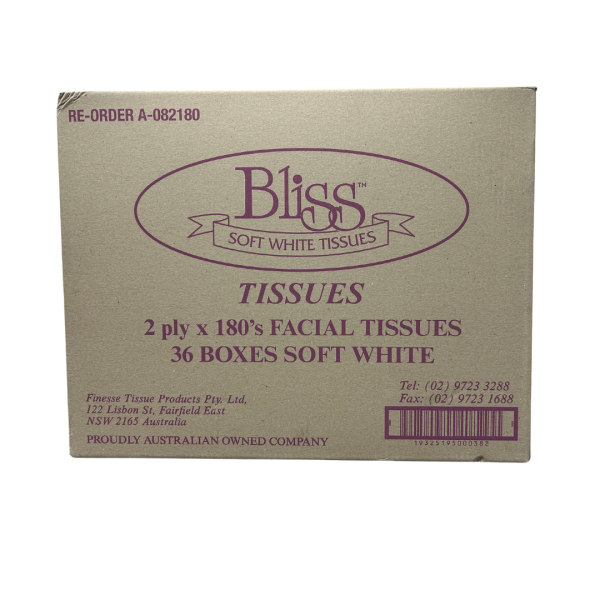 RE-ORDER A-082180
Bliss™
SOFT WHITE TISSUES
TISSUES
2 ply x 180's FACIAL TISSUES
36 BOXES SOFT WHITE
Finesse Tissue Products Pty. Ltd,
122 Lisbon St, Fairfield East
NSW 2165 Australia
PROUDLY AUSTRALIAN OWNED COMPANY
Tel: (02) 9723 3288
Fax: (02) 9723 1688